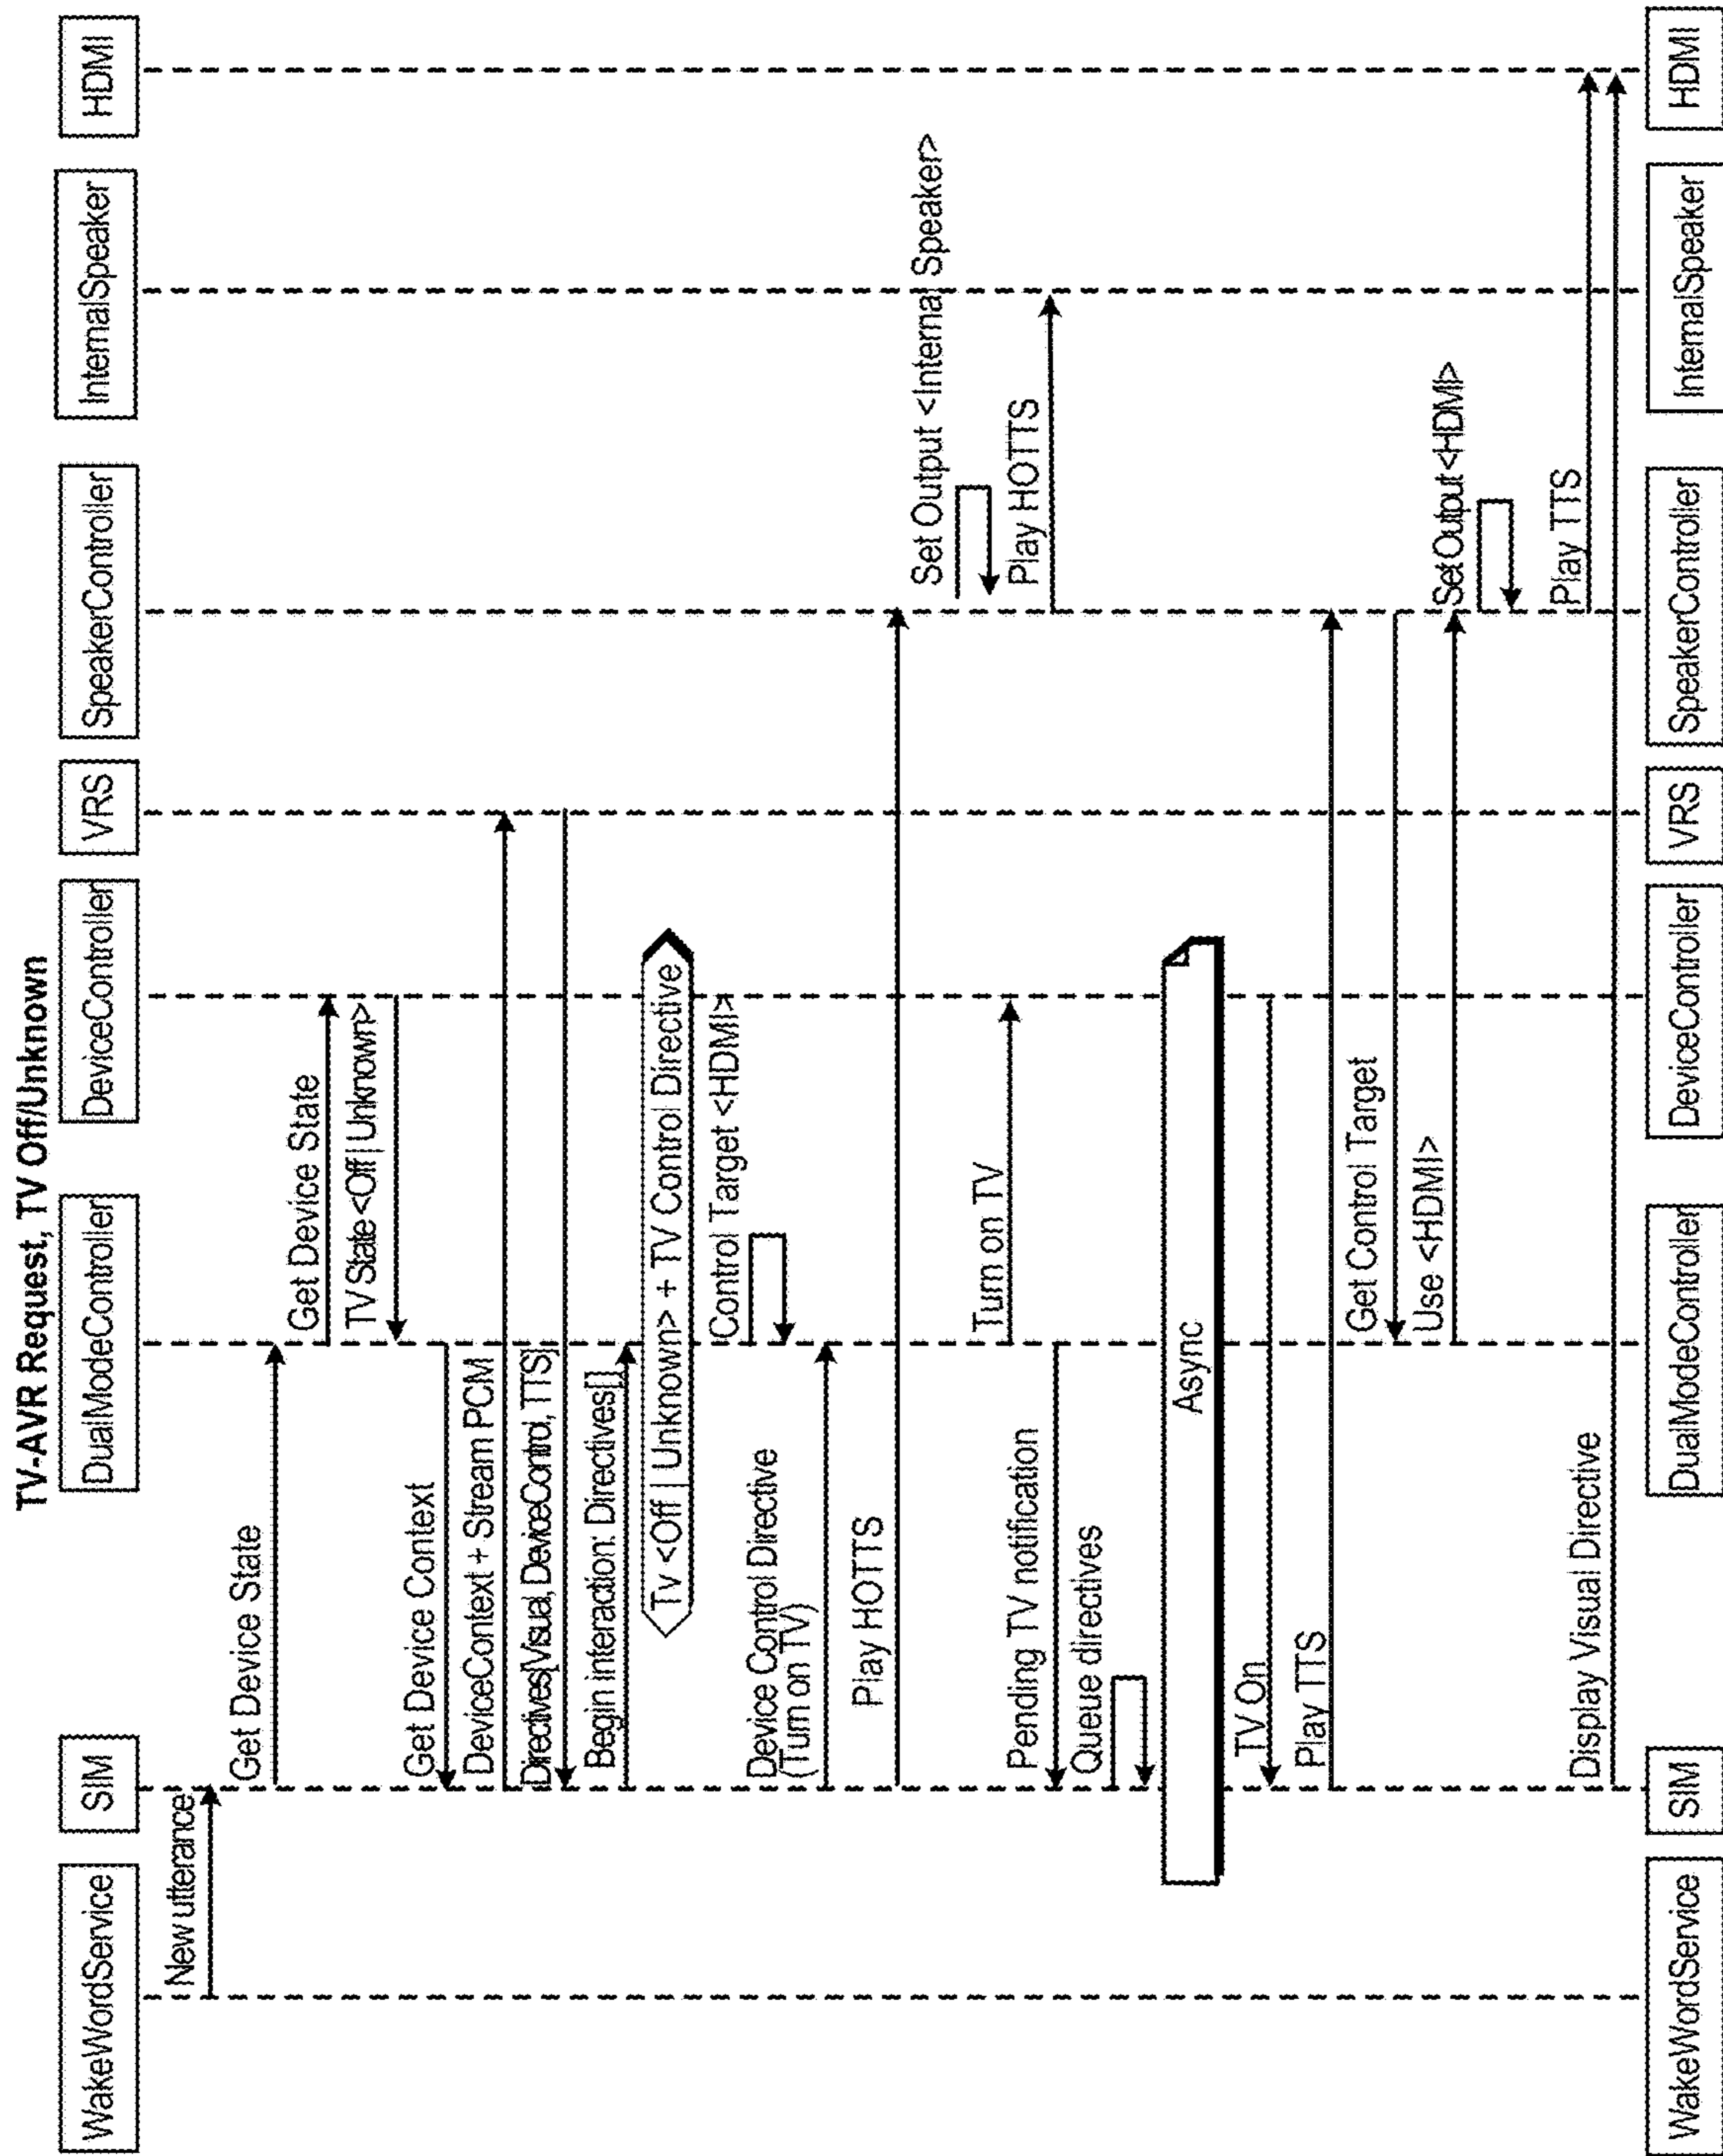 TV-AVR Request, TV Off/Unknown
WakeWordService
SIM
DualModeController
DeviceController
VRS
SpeakerController
InternalSpeaker
HDMI
New utterance
Get Device State
Get Device State
TV State <Off | Unknown>
Get Device Context
DeviceContext + Stream PCM
Directives[Visual, DeviceControl, TTS]
Begin interaction: Directives[]
Tv <Off | Unknown> + TV Control Directive
Control Target <HDMI>
Device Control Directive
(Turn on TV)
Play HOTTS
Set Output <Internal Speaker>
Turn on TV
Play HOTTS
Pending TV notification
Queue directives
Async
TV On
Play TTS
Get Control Target
Use <HDMI>
Set Output <HDMI>
Play TTS
Display Visual Directive
WakeWordService
SIM
DualModeController
DeviceController
VRS
SpeakerController
InternalSpeaker
HDMI